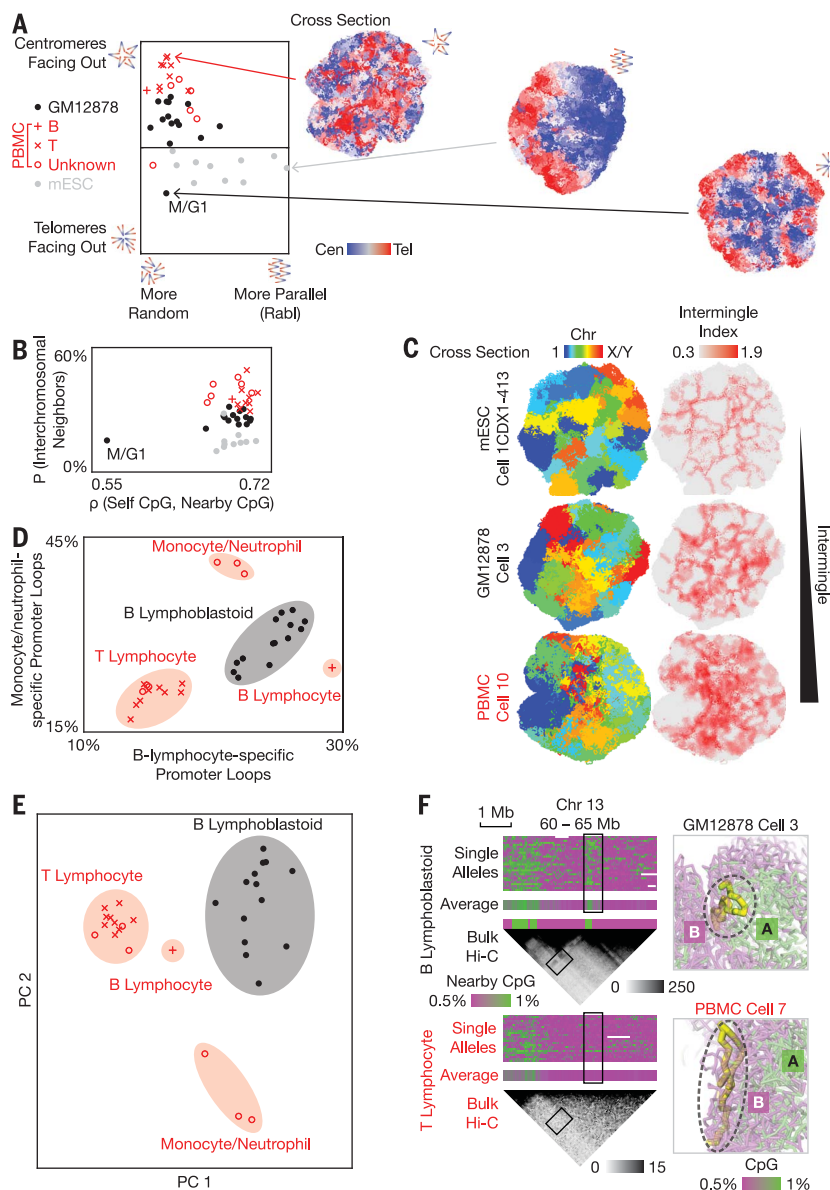 A
Cross Section
Centromeres
Facing Out
GM12878
PBMC
B
T
Unknown
mESC
M/G1
Telomeres
Facing Out
Cen
Tel
More
Random
More Parallel
(Rabl)
B
60%
P (Interchromosomal
Neighbors)
0%
M/G1
0.55
0.72
ρ (Self CpG, Nearby CpG)
C
Cross Section
Chr
1
X/Y
Intermingle
Index
0.3
1.9
mESC
Cell 1CDX1-413
GM12878
Cell 3
PBMC
Cell 10
Intermingle
D
45%
Monocyte/neutrophil-
specific Promoter Loops
15%
Monocyte/Neutrophil
B Lymphoblastoid
T Lymphocyte
B Lymphocyte
10%
30%
B-lymphocyte-specific
Promoter Loops
E
B Lymphoblastoid
T Lymphocyte
B Lymphocyte
Monocyte/Neutrophil
PC 2
PC 1
F
1 Mb
Chr 13
60 – 65 Mb
GM12878 Cell 3
B Lymphoblastoid
Single
Alleles
Average
Bulk
Hi-C
0
250
B
A
Nearby CpG
0.5%
1%
PBMC Cell 7
T Lymphocyte
Single
Alleles
Average
Bulk
Hi-C
0
15
B
A
CpG
0.5%
1%